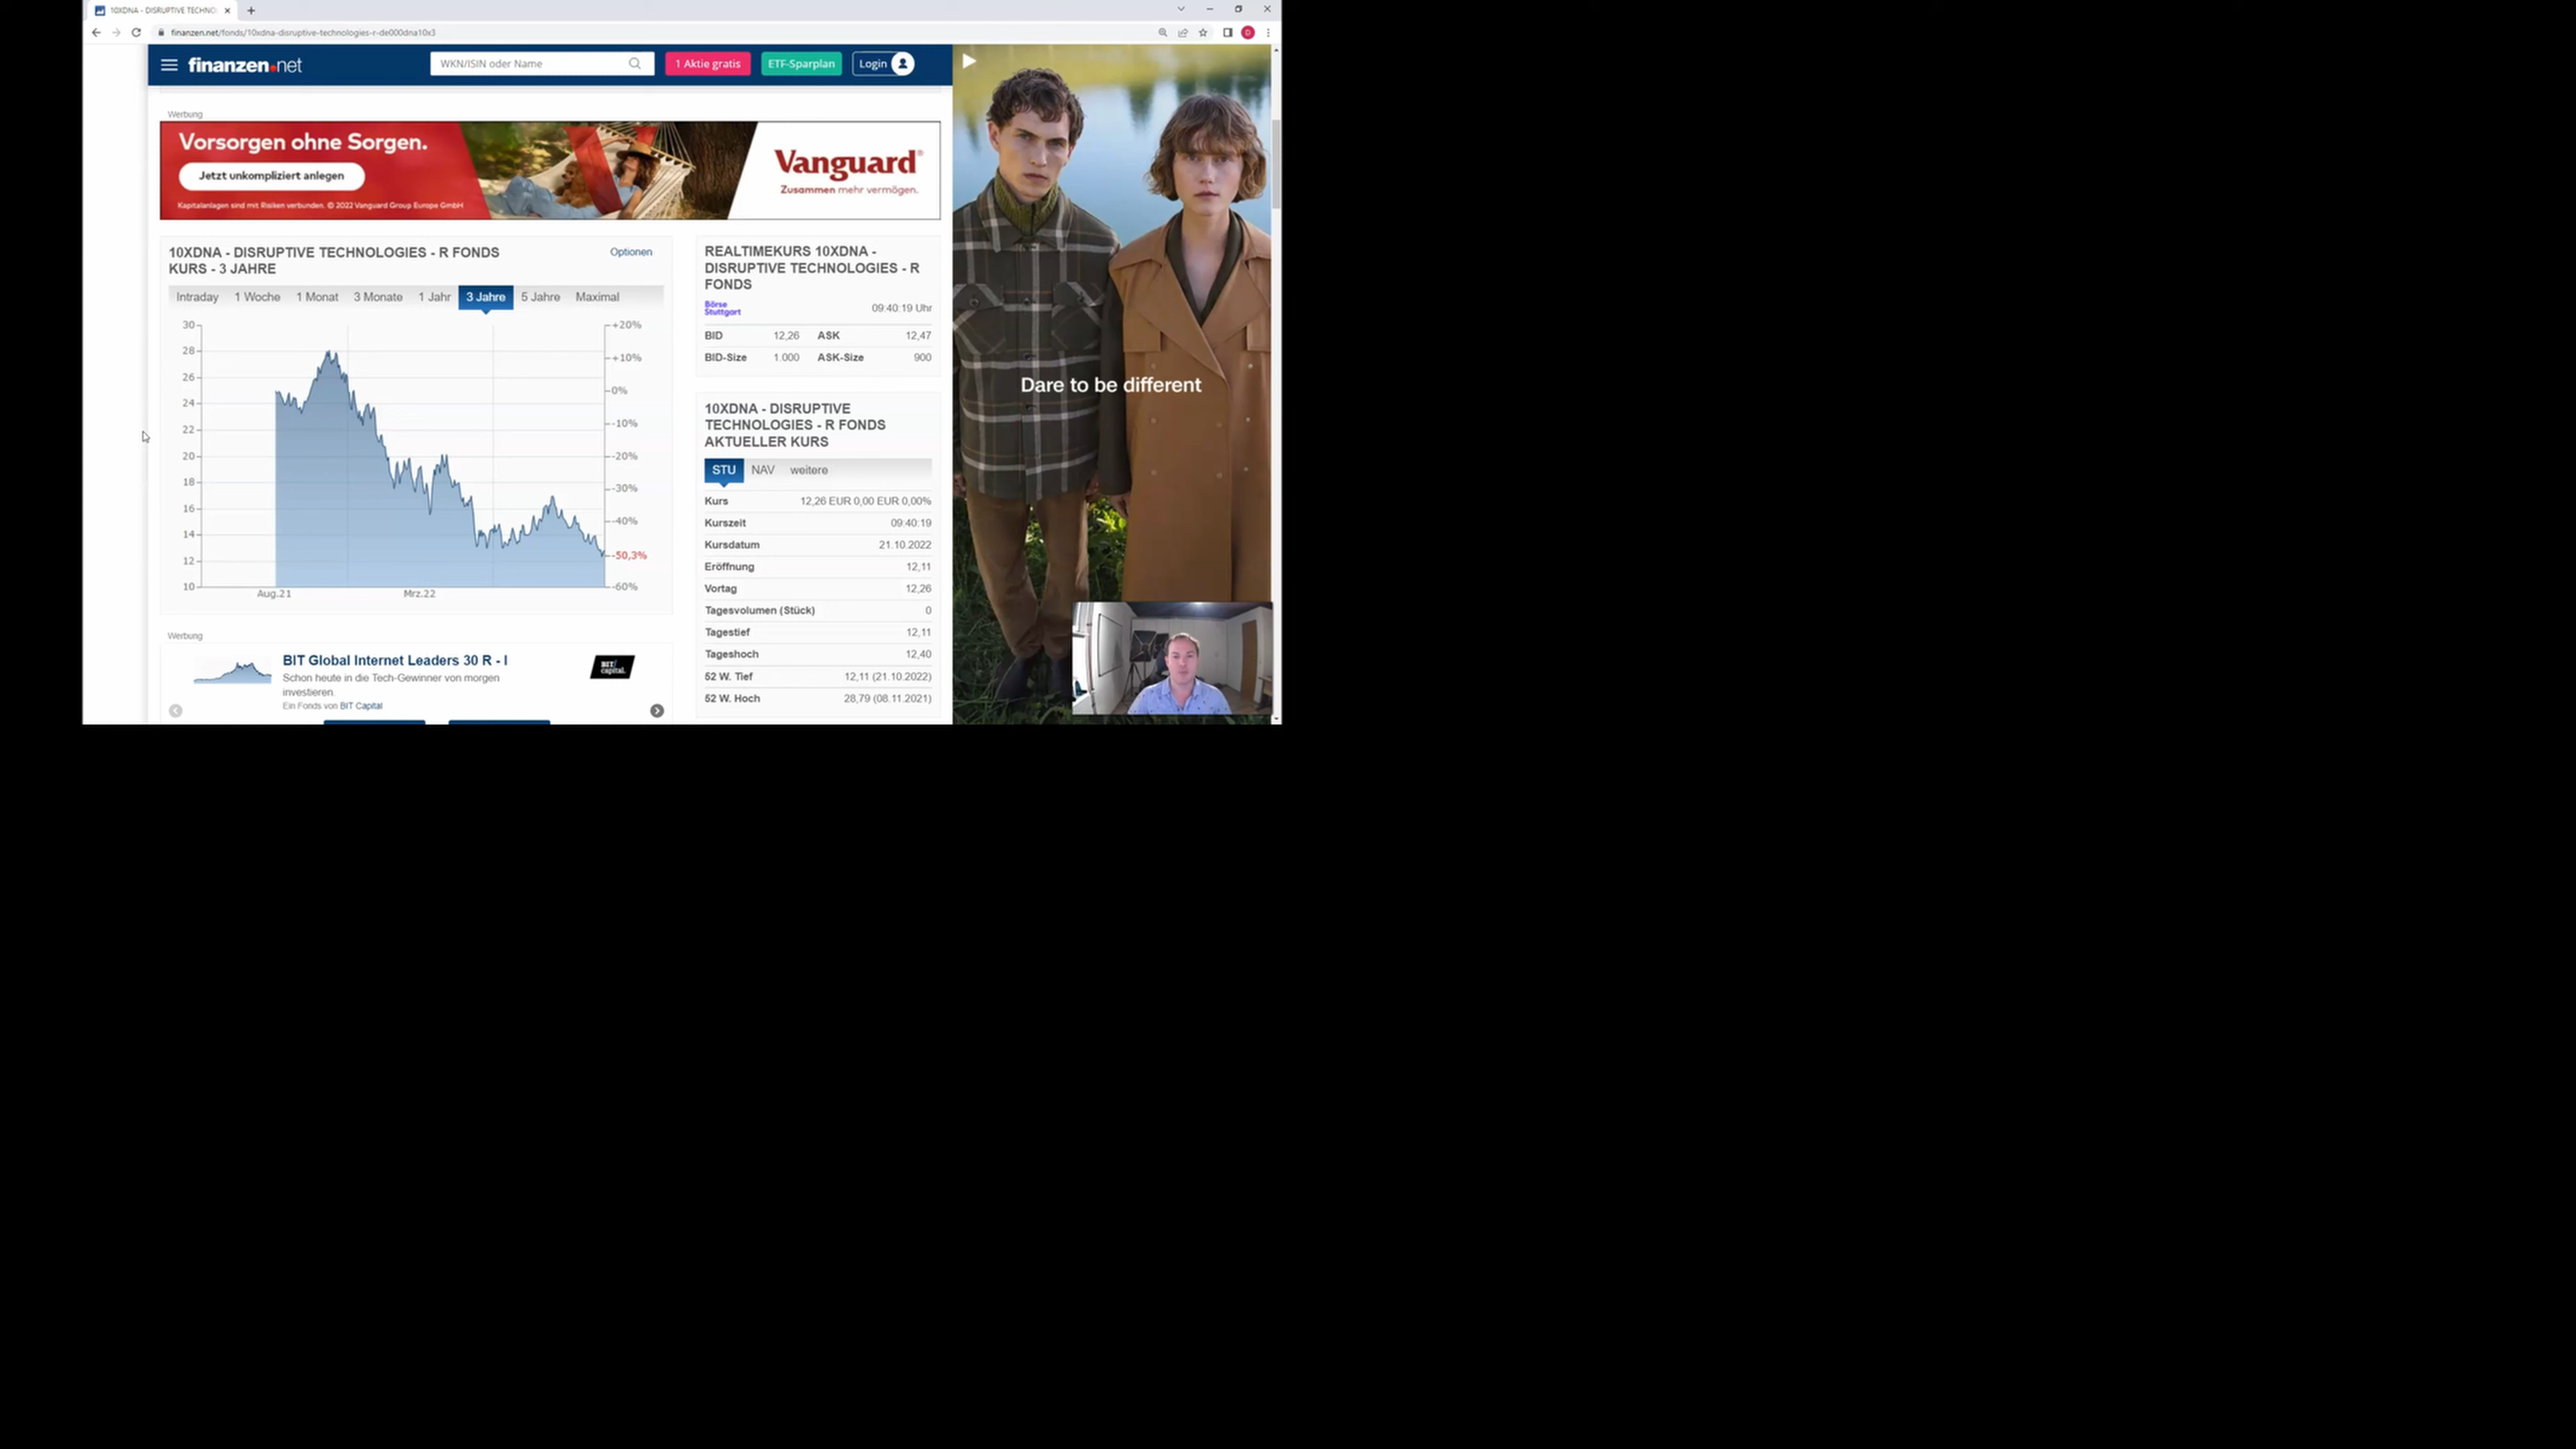 10XDNA - DISRUPTIVE TECHNO
finanzen.net/fonds/10xdna-disruptive-technologies-r-de000dna10x3
D
finanzen.net
WKN/ISIN oder Name
1 Aktie gratis
ETF-Sparplan
Login
Werbung
Vorsorgen ohne Sorgen.
Jetzt unkompliziert anlegen
Kapitalanlagen sind mit Risiken verbunden. © 2022 Vanguard Group Europe GmbH
Vanguard®
Zusammen mehr vermögen.
10XDNA - DISRUPTIVE TECHNOLOGIES - R FONDS
KURS - 3 JAHRE
Optionen
Intraday 1 Woche 1 Monat 3 Monate 1 Jahr 3 Jahre 5 Jahre Maximal
30 +20%
28 +10%
26 0%
24 -10%
22
20 -20%
18 -30%
16 -40%
14 -50,3%
12
10 -60%
Aug.21 Mrz.22
Werbung
BIT Global Internet Leaders 30 R - I
Schon heute in die Tech-Gewinner von morgen
investieren.
Ein Fonds von BIT Capital
BIT/
capital.
REALTIMEKURS 10XDNA -
DISRUPTIVE TECHNOLOGIES - R
FONDS
Börse
Stuttgart
09:40:19 Uhr
BID 12,26 ASK 12,47
BID-Size 1.000 ASK-Size 900
10XDNA - DISRUPTIVE
TECHNOLOGIES - R FONDS
AKTUELLER KURS
STU NAV weitere
Kurs 12,26 EUR 0,00 EUR 0,00%
Kurszeit 09:40:19
Kursdatum 21.10.2022
Eröffnung 12,11
Vortag 12,26
Tagesvolumen (Stück) 0
Tagestief 12,11
Tageshoch 12,40
52 W. Tief 12,11 (21.10.2022)
52 W. Hoch 28,79 (08.11.2021)
Dare to be different